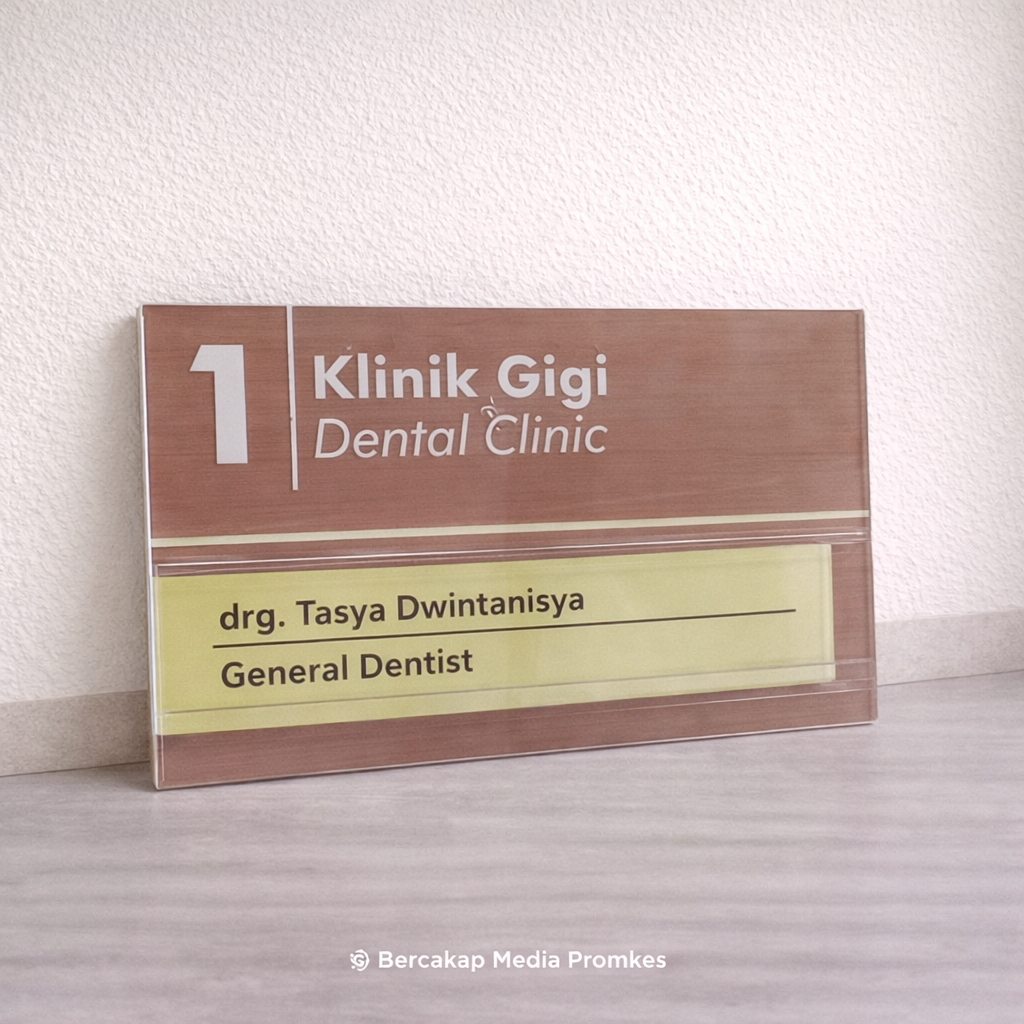 1
Klinik Gigi
Dental Clinic
drg. Tasya Dwintanisya
General Dentist
Bercakap Media Promkes